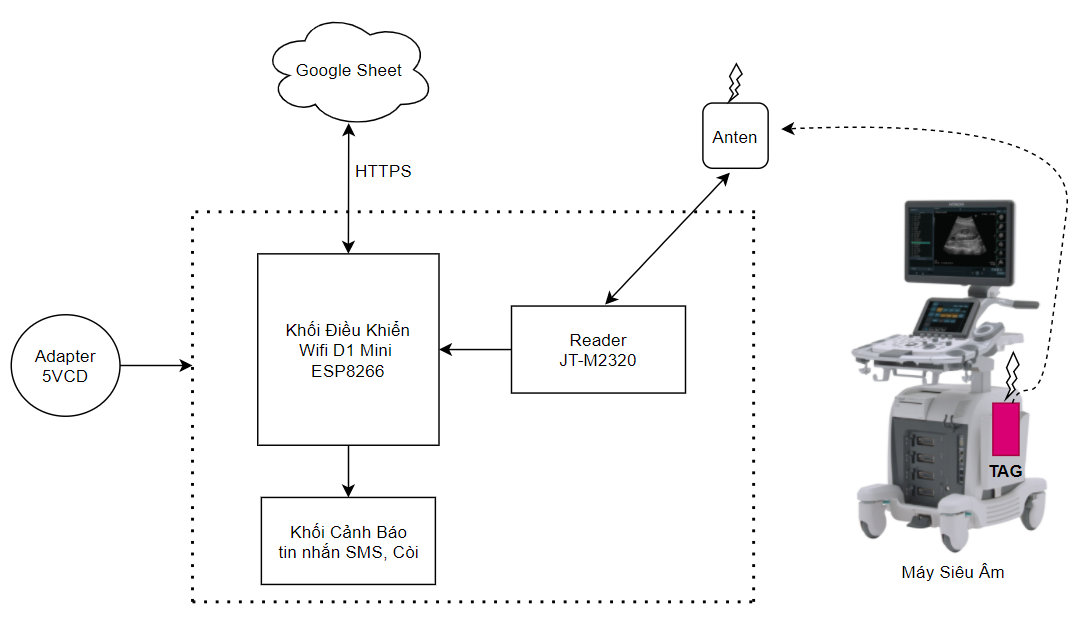 Google Sheet
HTTPS
Anten
Khối Điều Khiển
Wifi D1 Mini
ESP8266
Reader
JT-M2320
Adapter
5VCD
Khối Cảnh Báo
tin nhắn SMS, Còi
TAG
Máy Siêu Âm